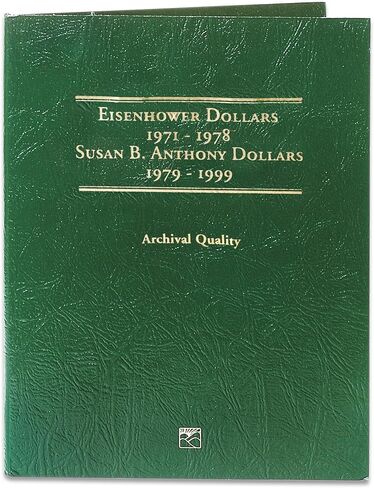 Eisenhower Dollars
1971 - 1978
Susan B. Anthony Dollars
1979 - 1999
Archival Quality